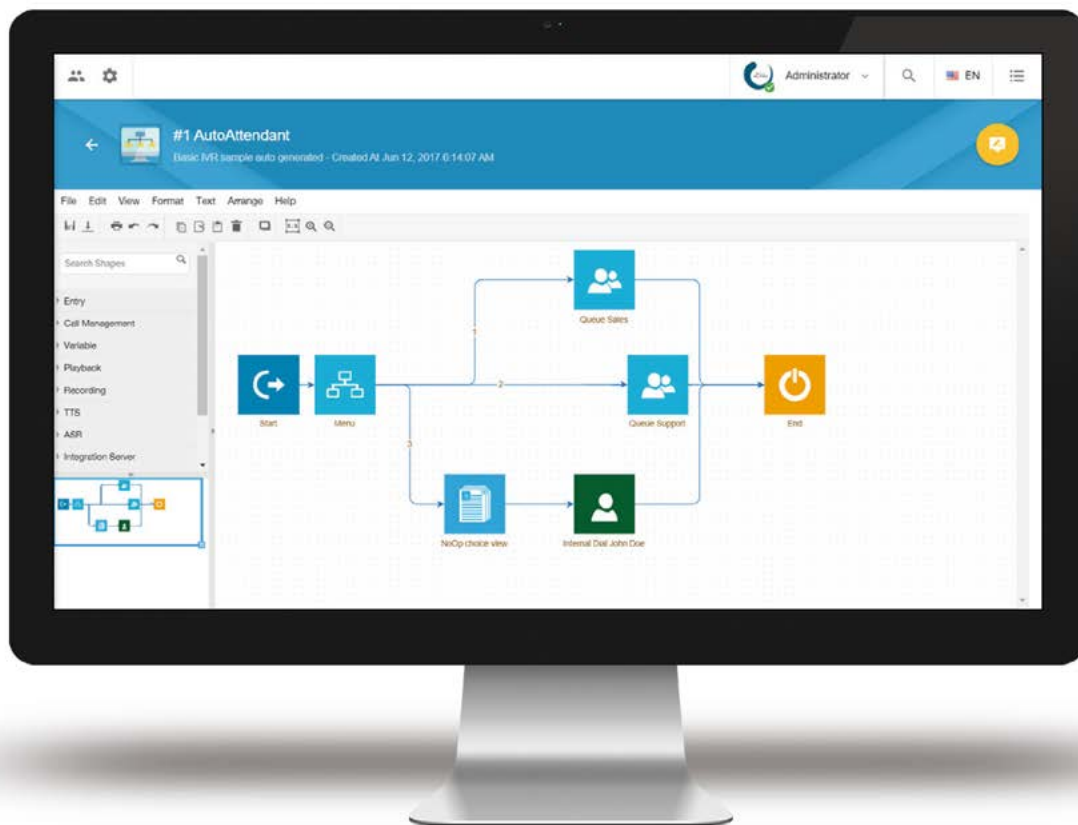 Administrator
EN
#1 AutoAttendant
Basic IVR sample auto generated - Created At Jun 12, 2017 6:14:07 AM
File Edit View Format Text Arrange Help
Search Shapes
Entry
Call Management
Variable
Playback
Recording
TTS
ASR
Integration Server
1
Queue Sales
2
Start
Menu
Queue Support
End
3
NoOp choice view
Internal Dial John Doe